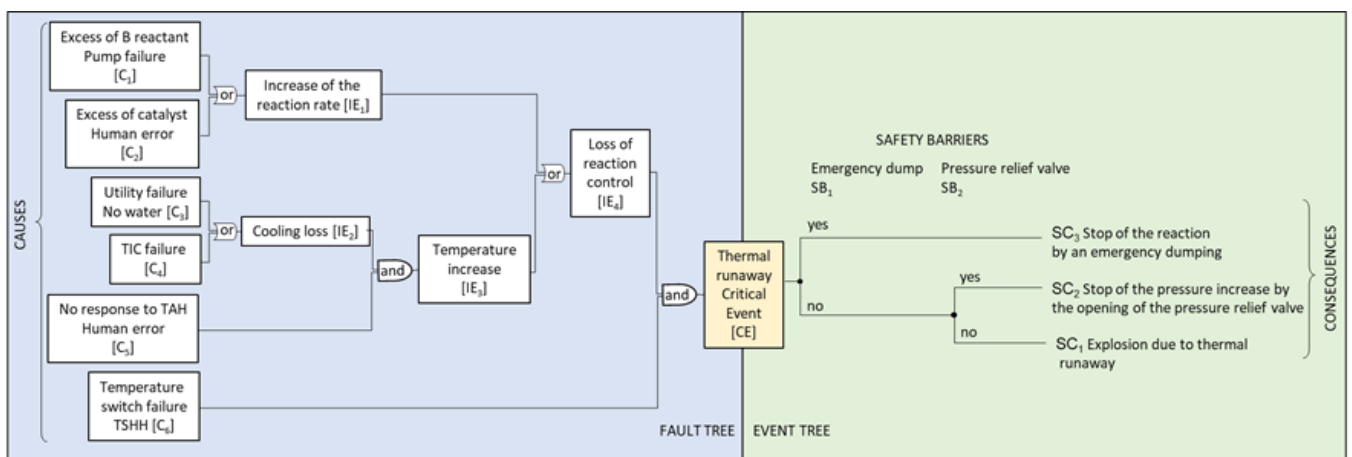 CAUSES
Excess of B reactant
Pump failure
[C₁]
Excess of catalyst
Human error
[C₂]
or
Increase of the
reaction rate [IE₁]
Utility failure
No water [C₃]
TIC failure
[C₄]
or
Cooling loss [IE₂]
No response to TAH
Human error
[C₅]
and
Temperature
increase
[IE₃]
or
Loss of
reaction
control
[IE₄]
Temperature
switch failure
TSHH [C₆]
and
Thermal
runaway
Critical
Event
[CE]
FAULT TREE
EVENT TREE
SAFETY BARRIERS
Emergency dump
SB₁
Pressure relief valve
SB₂
yes
SC₃ Stop of the reaction
by an emergency dumping
no
yes
SC₂ Stop of the pressure increase by
the opening of the pressure relief valve
no
SC₁ Explosion due to thermal
runaway
CONSEQUENCES